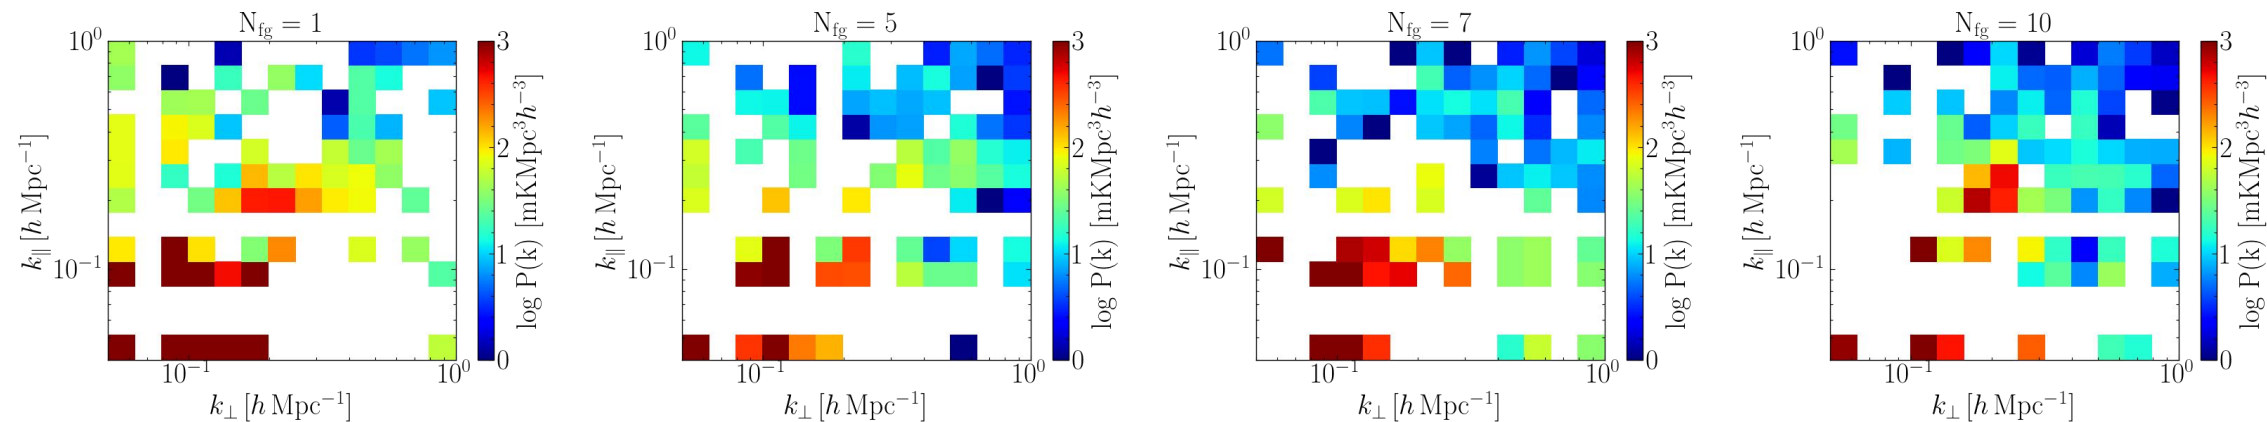 N_fg = 1
10^0
10^−1
k_∥ [h Mpc^−1]
10^−1
10^0
k_⊥ [h Mpc^−1]
3
2
1
0
log P(k) [mKMpc^3h^−3]
N_fg = 5
10^0
10^−1
k_∥ [h Mpc^−1]
10^−1
10^0
k_⊥ [h Mpc^−1]
3
2
1
0
log P(k) [mKMpc^3h^−3]
N_fg = 7
10^0
10^−1
k_∥ [h Mpc^−1]
10^−1
10^0
k_⊥ [h Mpc^−1]
3
2
1
0
log P(k) [mKMpc^3h^−3]
N_fg = 10
10^0
10^−1
k_∥ [h Mpc^−1]
10^−1
10^0
k_⊥ [h Mpc^−1]
3
2
1
0
log P(k) [mKMpc^3h^−3]